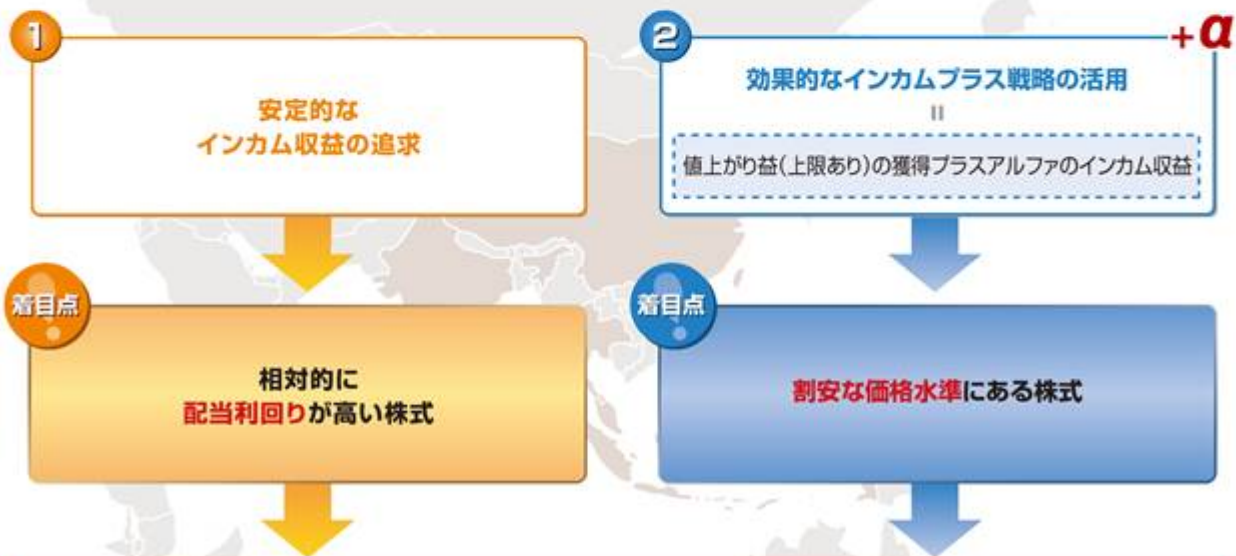 1
安定的な
インカム収益の追求
2
+α
効果的なインカムプラス戦略の活用
=
値上がり益(上限あり)の獲得プラスアルファのインカム収益
着目点
相対的に
配当利回りが高い株式
着目点
割安な価格水準にある株式